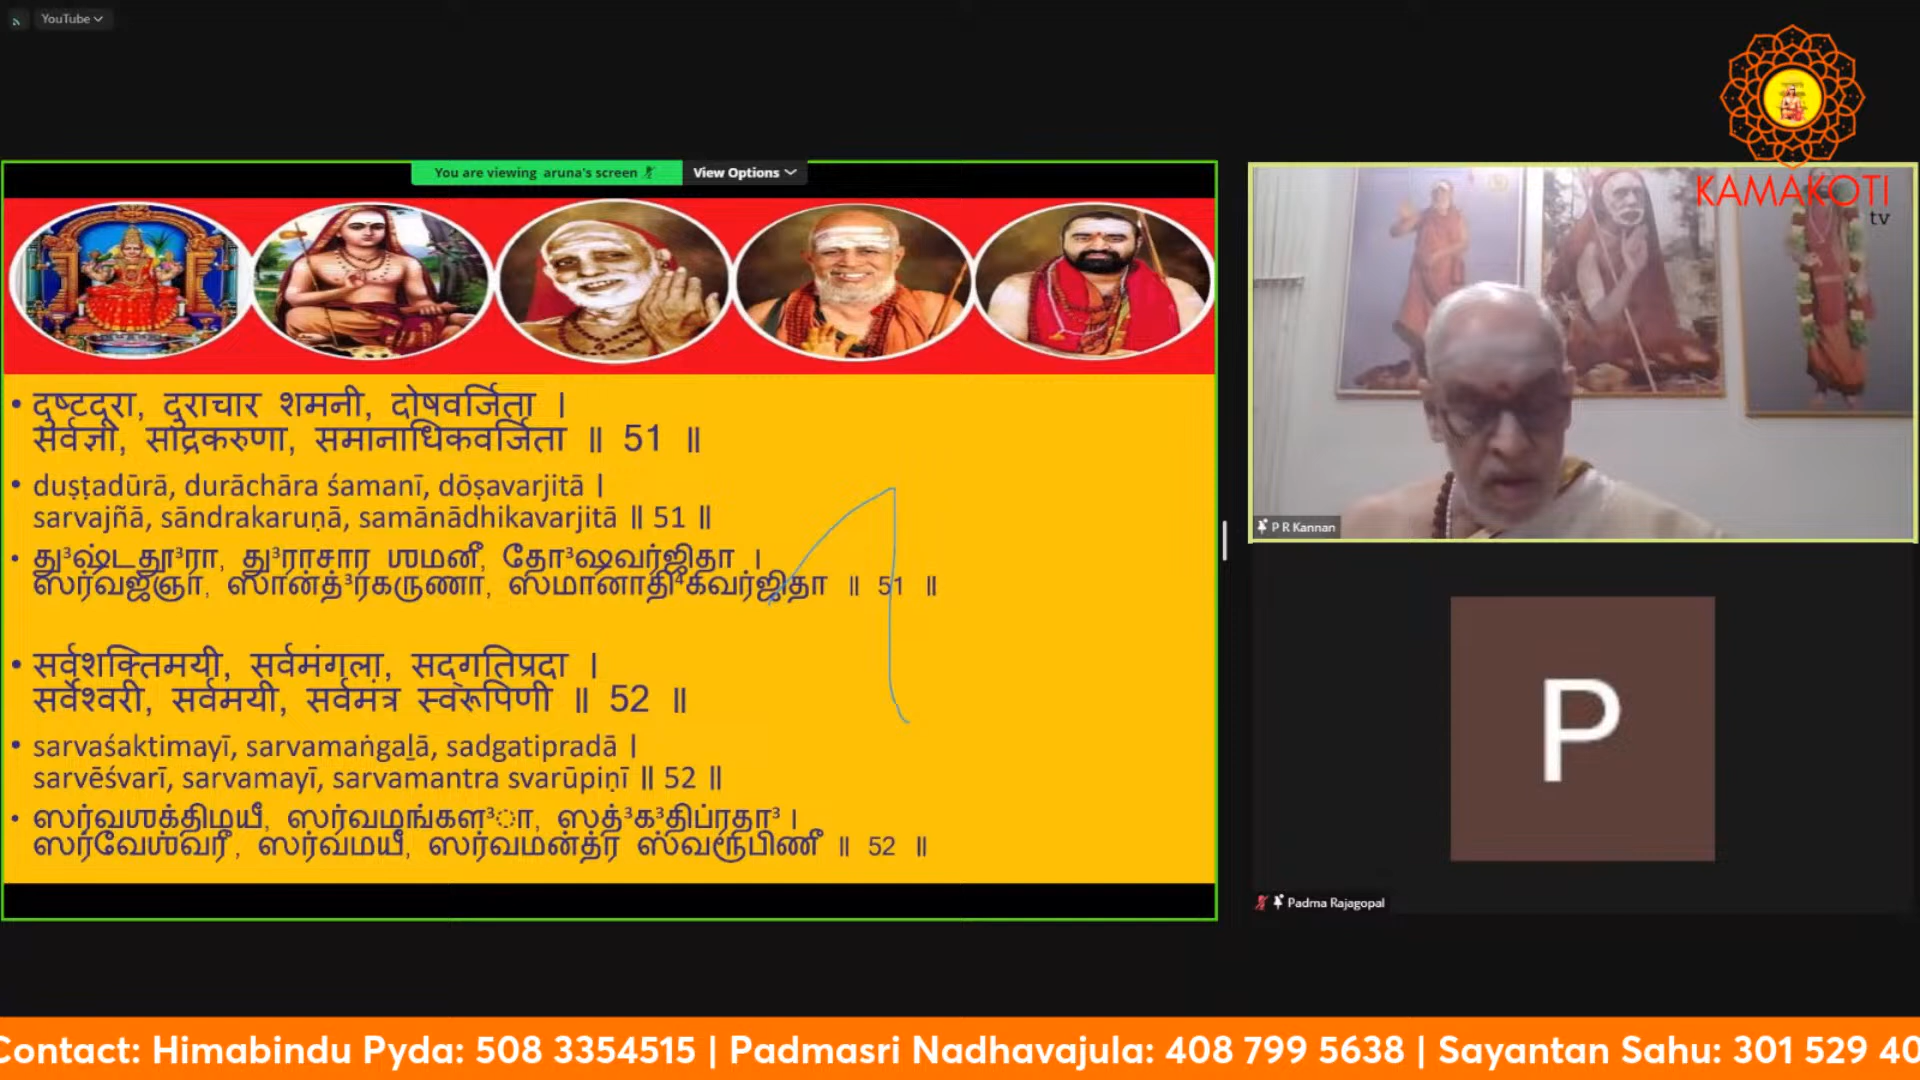 YouTube
KAMAKOTI
tv
You are viewing aruna's screen
View Options
• दुष्टदूरा, दुराचार शमनी, दोषवर्जिता |
सर्वज्ञा, सांद्रकरुणा, समानाधिकवर्जिता ॥ 51 ॥
• duṣṭadūrā, durāchāra śamanī, dōṣavarjitā |
sarvajñā, sāndrakaruṇā, samānādhikavarjitā ॥ 51 ॥
• து³ஷ்டதூ³ரா, து³ராசார ஶமனீ, தோ³ஷவர்ஜிதா |
ஸர்வஜ்ஞா, ஸான்த்³ரகருணா, ஸமானாதி⁴கவர்ஜிதா ॥ 51 ॥
• सर्वशक्तिमयी, सर्वमंगला, सद्गतिप्रदा |
सर्वेश्वरी, सर्वमयी, सर्वमंत्र स्वरूपिणी ॥ 52 ॥
• sarvaśaktimayī, sarvamaṅgaḻā, sadgatipradā |
sarvēśvarī, sarvamayī, sarvamantra svarūpiṇī ॥ 52 ॥
• ஸர்வஶக்திமயீ, ஸர்வமங்கள³ா, ஸத்³க³திப்ரதா³ |
ஸர்வேஶ்வரீ, ஸர்வமயீ, ஸர்வமன்த்ர ஸ்வரூபிணீ ॥ 52 ॥
P R Kannan
P
Padma Rajagopal
Contact: Himabindu Pyda: 508 3354515 | Padmasri Nadhavajula: 408 799 5638 | Sayantan Sahu: 301 529 40